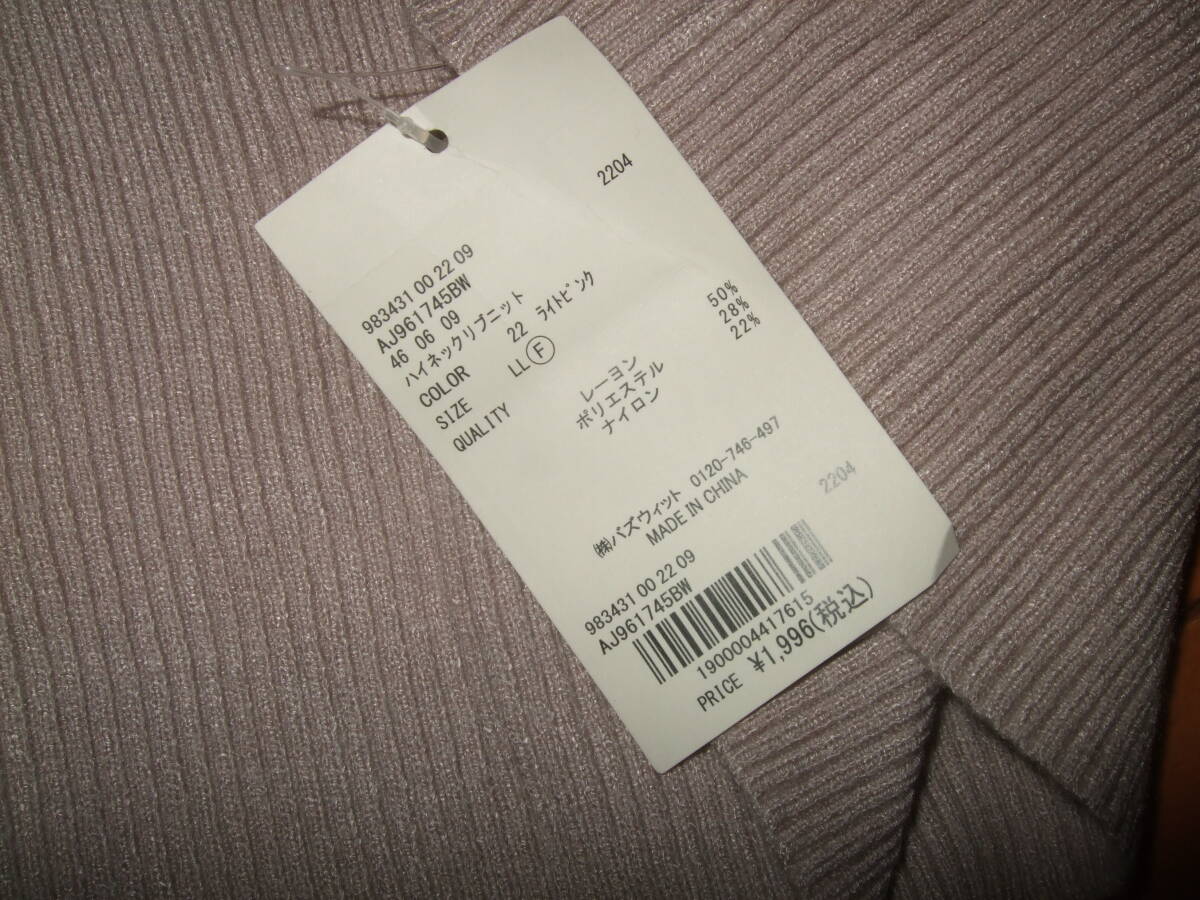 2204
983431 00 22 09
AJ961745BW
46 06 09
ハイネックリブニット
COLOR 22 ライトピンク
SIZE LL Ⓕ
QUALITY
レーヨン 50%
ポリエステル 28%
ナイロン 22%
㈱パズウィット 0120-746-497
MADE IN CHINA
2204
983431 00 22 09
AJ961745BW
1900004417615
PRICE ¥1,996(税込)